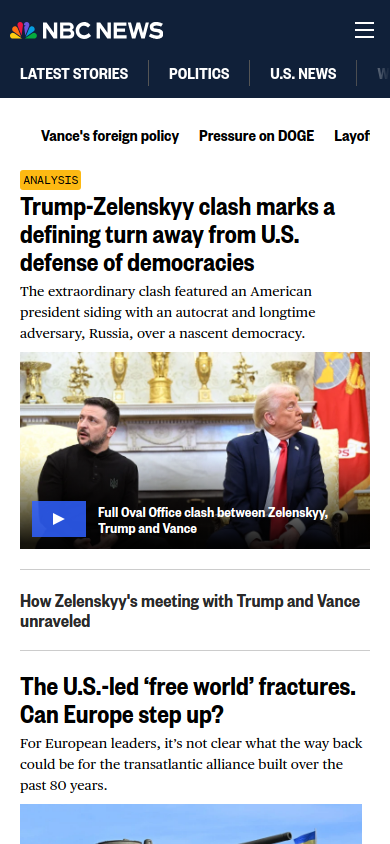 NBC NEWS
LATEST STORIES
POLITICS
U.S. NEWS
Vance's foreign policy
Pressure on DOGE
Layof
ANALYSIS
Trump-Zelenskyy clash marks a
defining turn away from U.S.
defense of democracies
The extraordinary clash featured an American
president siding with an autocrat and longtime
adversary, Russia, over a nascent democracy.
Full Oval Office clash between Zelenskyy,
Trump and Vance
How Zelenskyy's meeting with Trump and Vance
unraveled
The U.S.-led ‘free world’ fractures.
Can Europe step up?
For European leaders, it’s not clear what the way back
could be for the transatlantic alliance built over the
past 80 years.